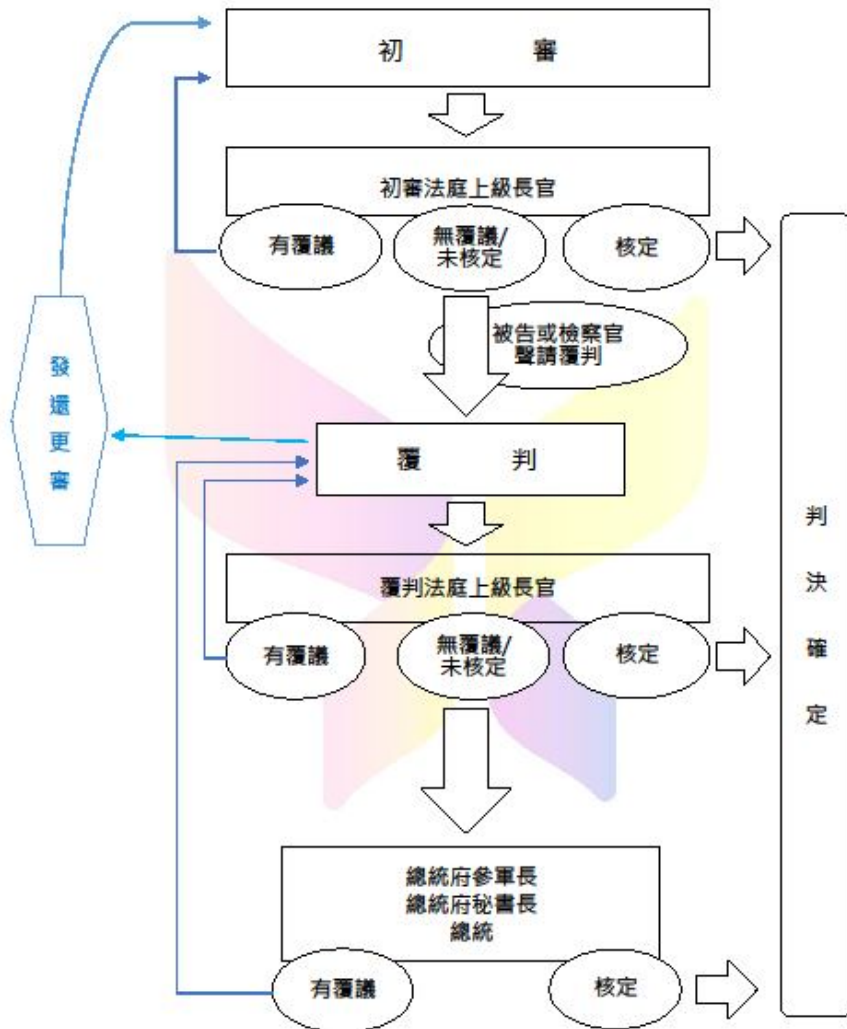 初審
初審法庭上級長官
有覆議
無覆議/
未核定
核定
被告或檢察官
聲請覆判
發還更審
覆判
覆判法庭上級長官
有覆議
無覆議/
未核定
核定
判決確定
總統府參軍長
總統府秘書長
總統
有覆議
核定